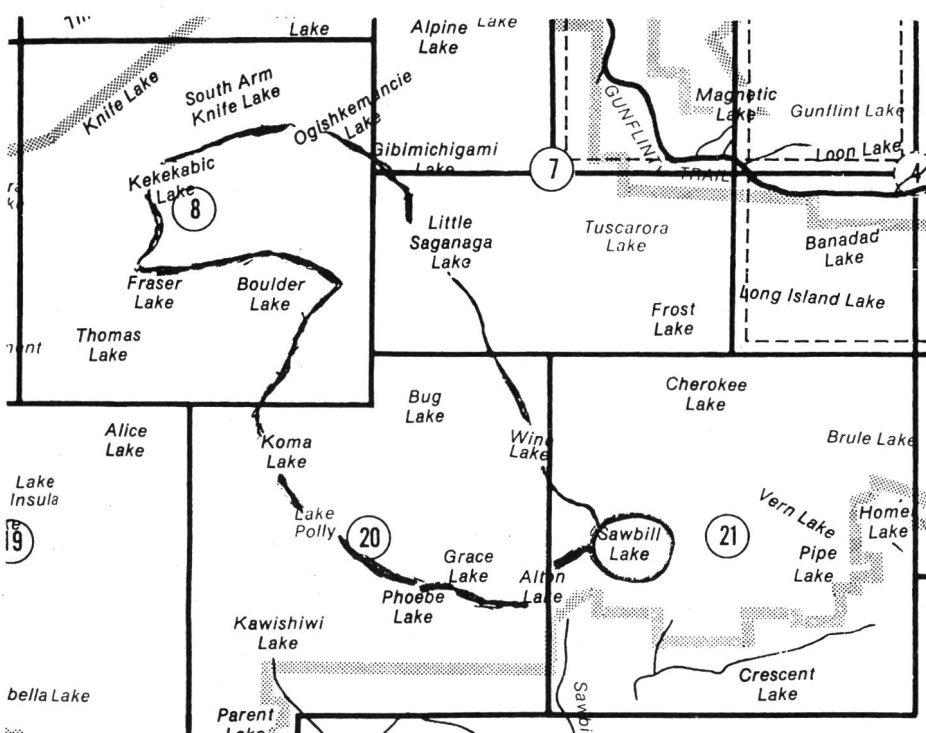 Lake
Alpine
Lake
Lake
Knife Lake
South Arm
Knife Lake
Ogishkemuncie
Lake
Magnetic
Lake
Gunflint Lake
GUNFLINT
TRAIL
Loon Lake
Gibimichigami
Lake
7
4
Kekekabic
Lake
8
Little
Saganaga
Lake
Tuscarora
Lake
Banadad
Lake
Fraser
Lake
Boulder
Lake
Long Island Lake
Frost
Lake
Thomas
Lake
Cherokee
Lake
Bug
Lake
Alice
Lake
Koma
Lake
Wine
Lake
Brule Lake
Lake
Insula
19
Lake
Polly
20
Sawbill
Lake
21
Vern Lake
Home
Lake
Pipe
Lake
Grace
Lake
Alton
Lake
Phoebe
Lake
Kawishiwi
Lake
Crescent
Lake
bella Lake
Parent
Lake
Sawbi